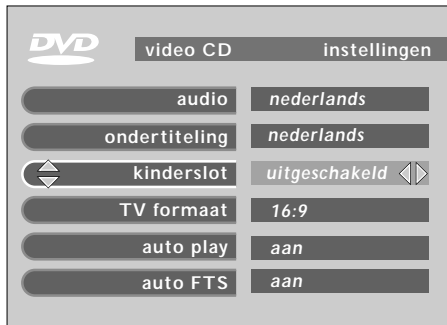 DVD
video CD instellingen
audio nederlands
ondertiteling nederlands
kinderslot uitgeschakeld
TV formaat 16:9
auto play aan
auto FTS aan